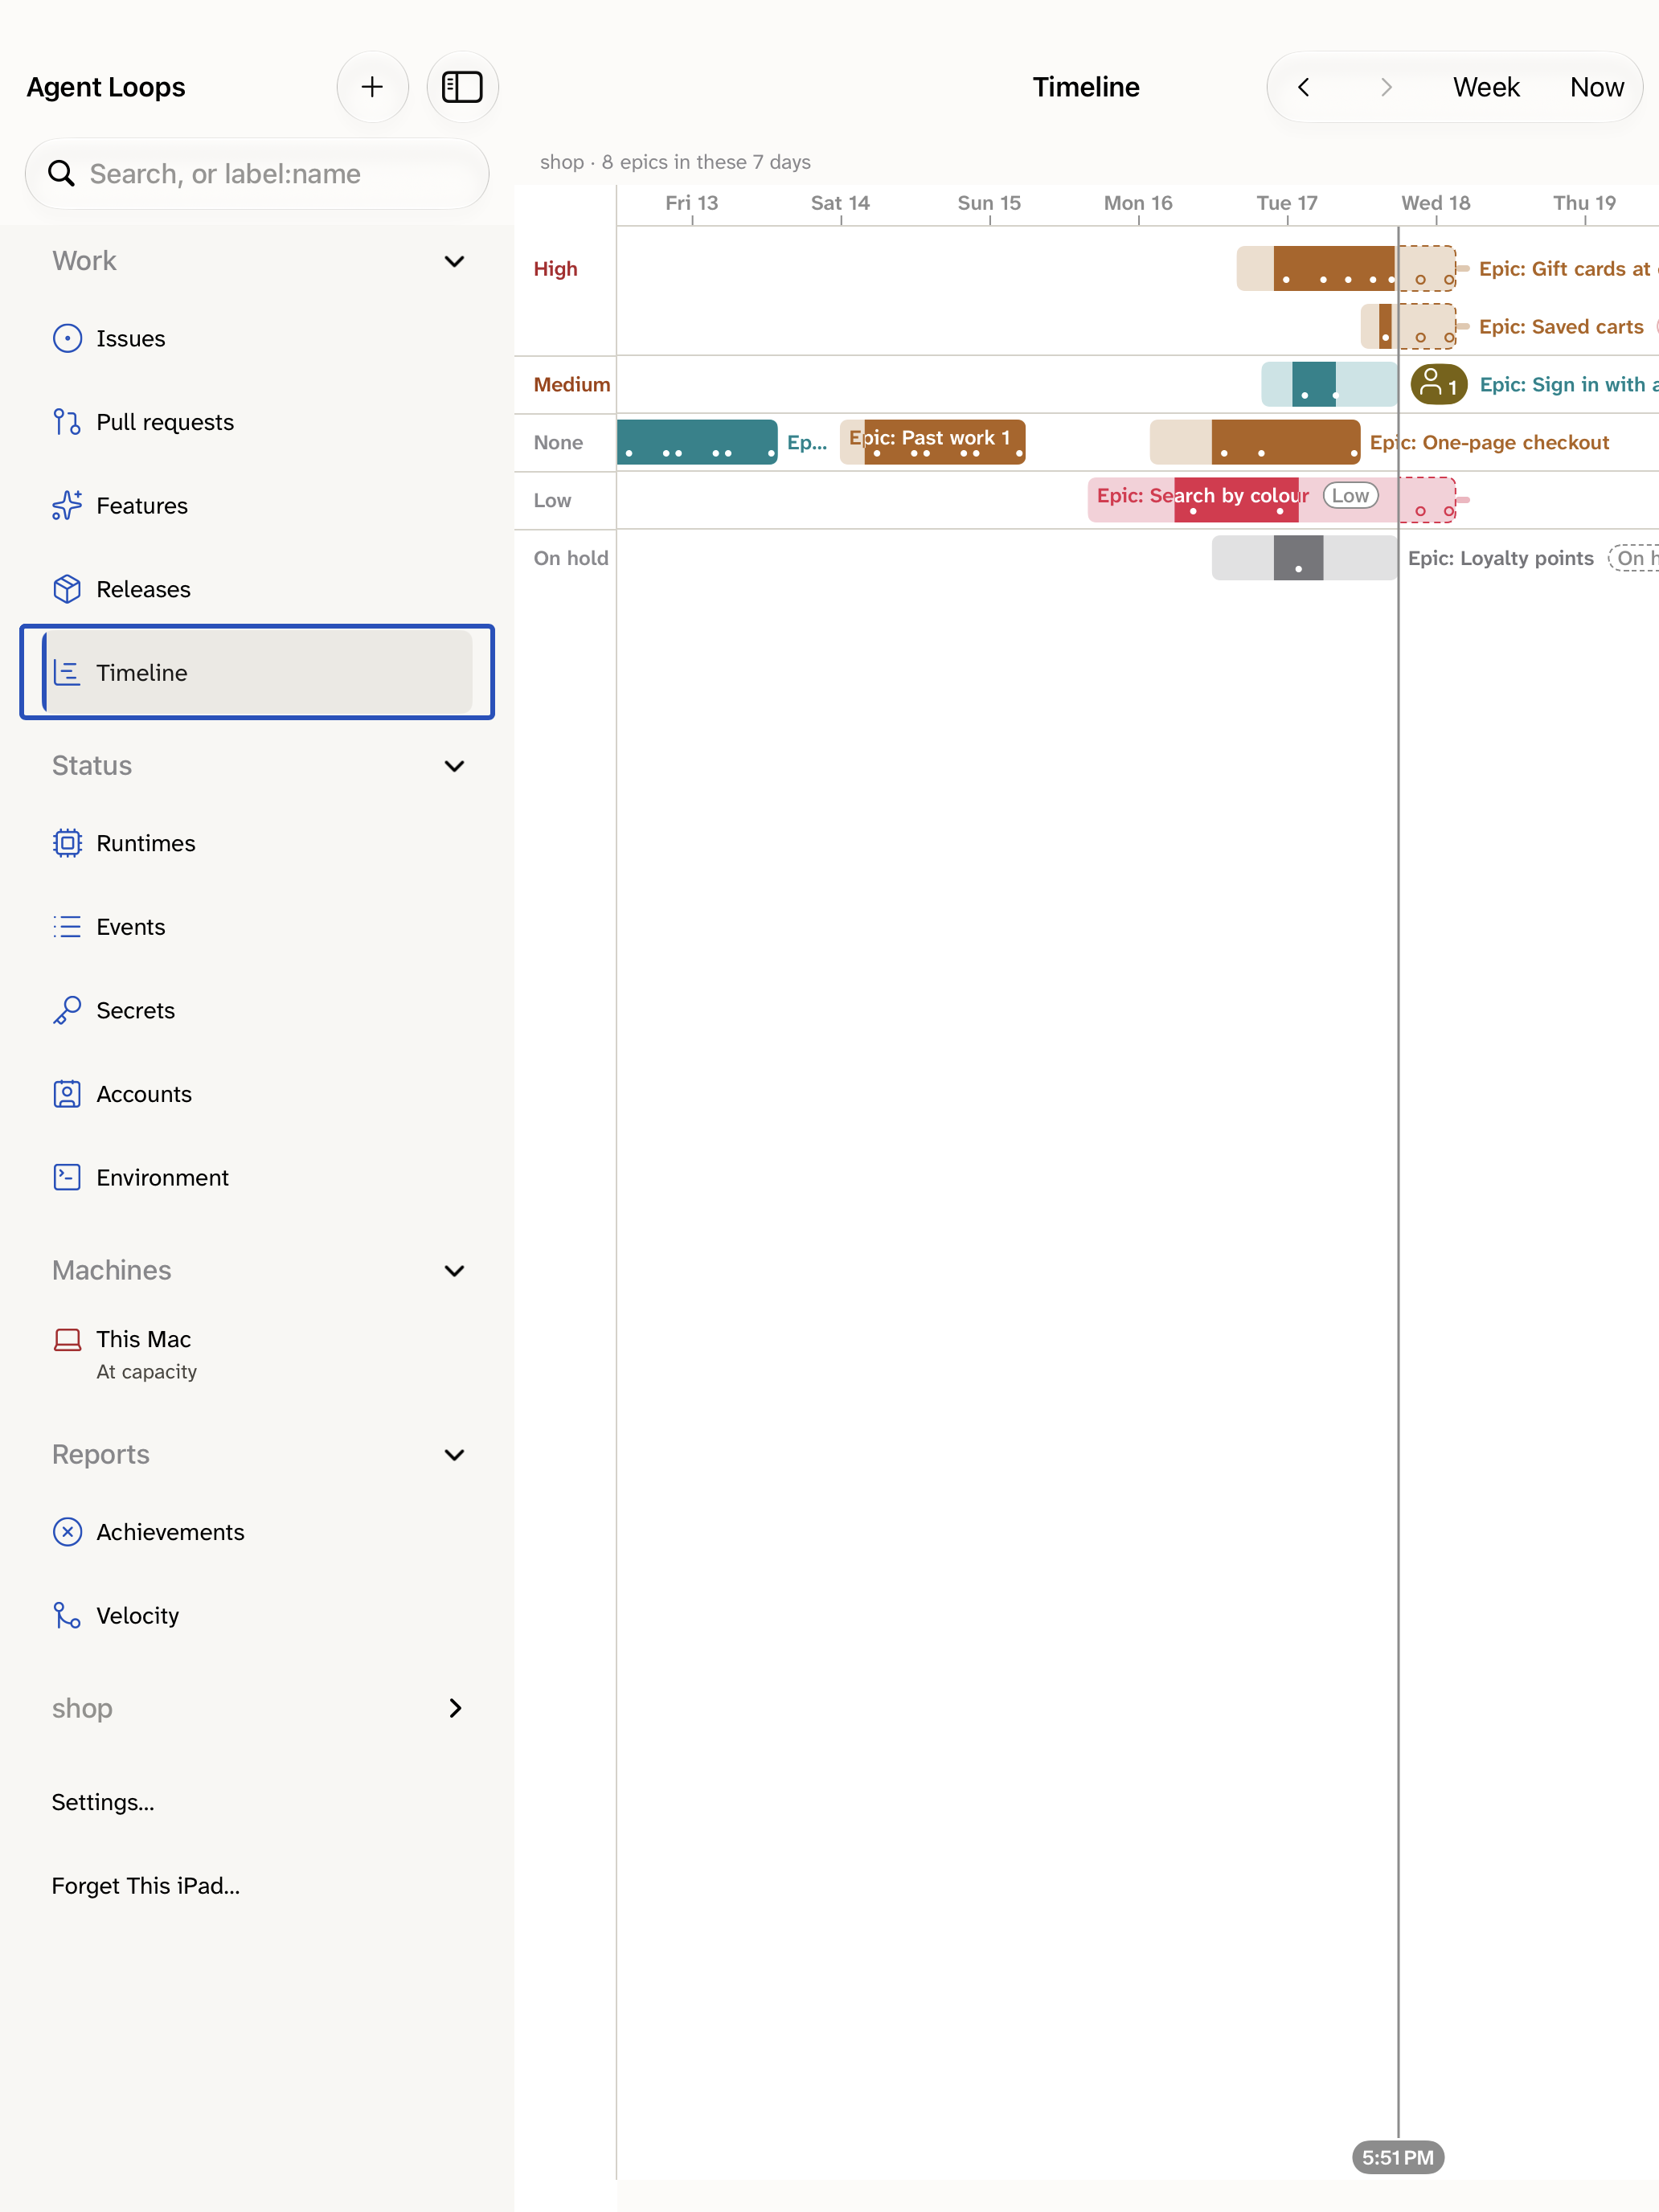 Agent Loops
Timeline
Week
Now
Search, or label:name
shop · 8 epics in these 7 days
Fri 13
Sat 14
Sun 15
Mon 16
Tue 17
Wed 18
Thu 19
Work
Issues
Pull requests
Features
Releases
Timeline
Status
Runtimes
Events
Secrets
Accounts
Environment
Machines
This Mac
At capacity
Reports
Achievements
Velocity
shop
Settings...
Forget This iPad...
High
Epic: Gift cards at
Epic: Saved carts
Medium
1
Epic: Sign in with a
None
Ep...
Epic: Past work 1
Epic: One-page checkout
Low
Epic: Search by colour
Low
On hold
Epic: Loyalty points
On h
5:51 PM